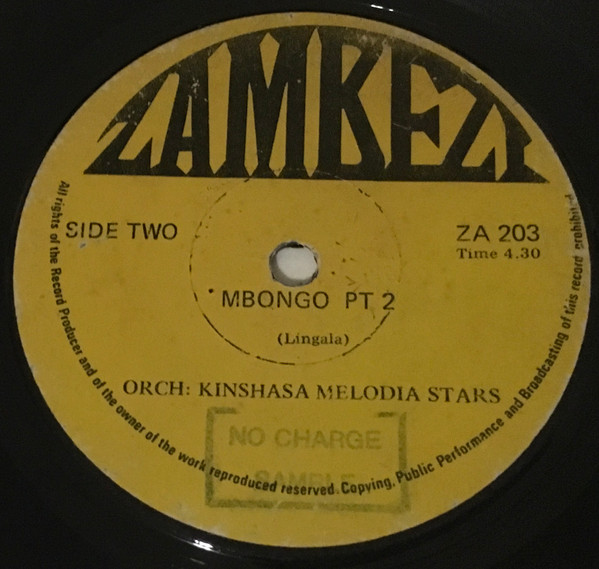 ZAMBEZI
SIDE TWO
ZA 203
Time 4.30
MBONGO PT 2
(Lingala)
ORCH: KINSHASA MELODIA STARS
NO CHARGE
SAMPLE
All rights of the Record Producer and of the owner of the work reproduced reserved. Copying, Public Performance and Broadcasting of this record prohibited